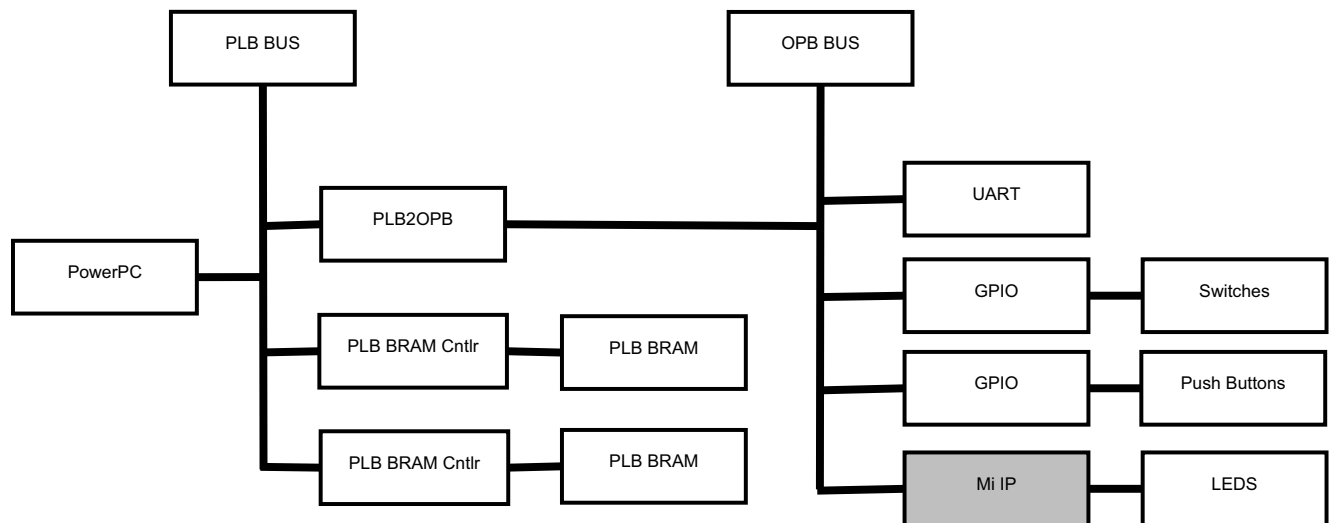 PLB BUS
OPB BUS
UART
PLB2OPB
PowerPC
GPIO
Switches
PLB BRAM Cntlr
PLB BRAM
GPIO
Push Buttons
PLB BRAM Cntlr
PLB BRAM
Mi IP
LEDS